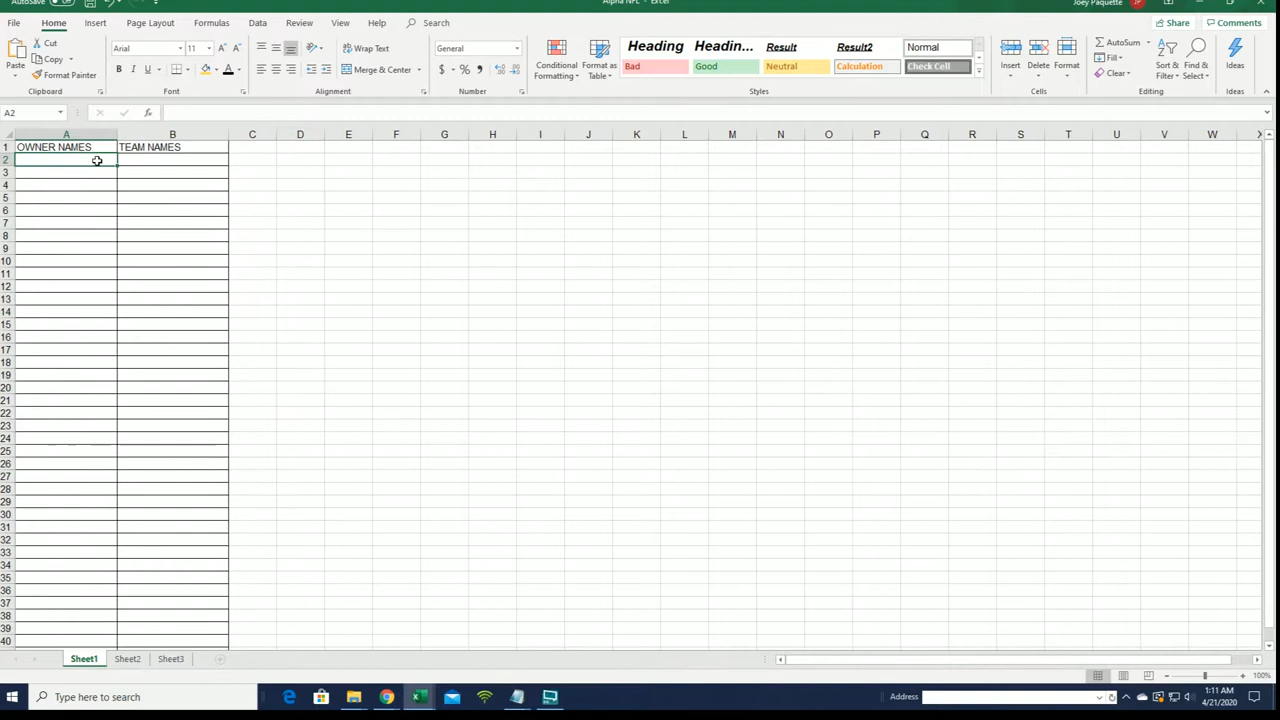 AutoSave
Alpha NFL - Excel
Joey Paquette
JP
File Home Insert Page Layout Formulas Data Review View Help Search
Share Comments
Paste
Cut
Copy
Format Painter
Clipboard
Arial 11
B I U
Font
Wrap Text
Merge & Center
Alignment
General
$ % ,
Number
Conditional Formatting
Format as Table
Heading Headin... Result Result2 Normal
Bad Good Neutral Calculation Check Cell
Styles
Insert Delete Format
Cells
AutoSum
Fill
Clear
Sort & Filter
Find & Select
Editing
Ideas
Ideas
A2
fx
A B C D E F G H I J K L M N O P Q R S T U V W X
1 OWNER NAMES TEAM NAMES
2
3
4
5
6
7
8
9
10
11
12
13
14
15
16
17
18
19
20
21
22
23
24
25
26
27
28
29
30
31
32
33
34
35
36
37
38
39
40
Sheet1 Sheet2 Sheet3
100%
Type here to search
Address
1:11 AM
4/21/2020